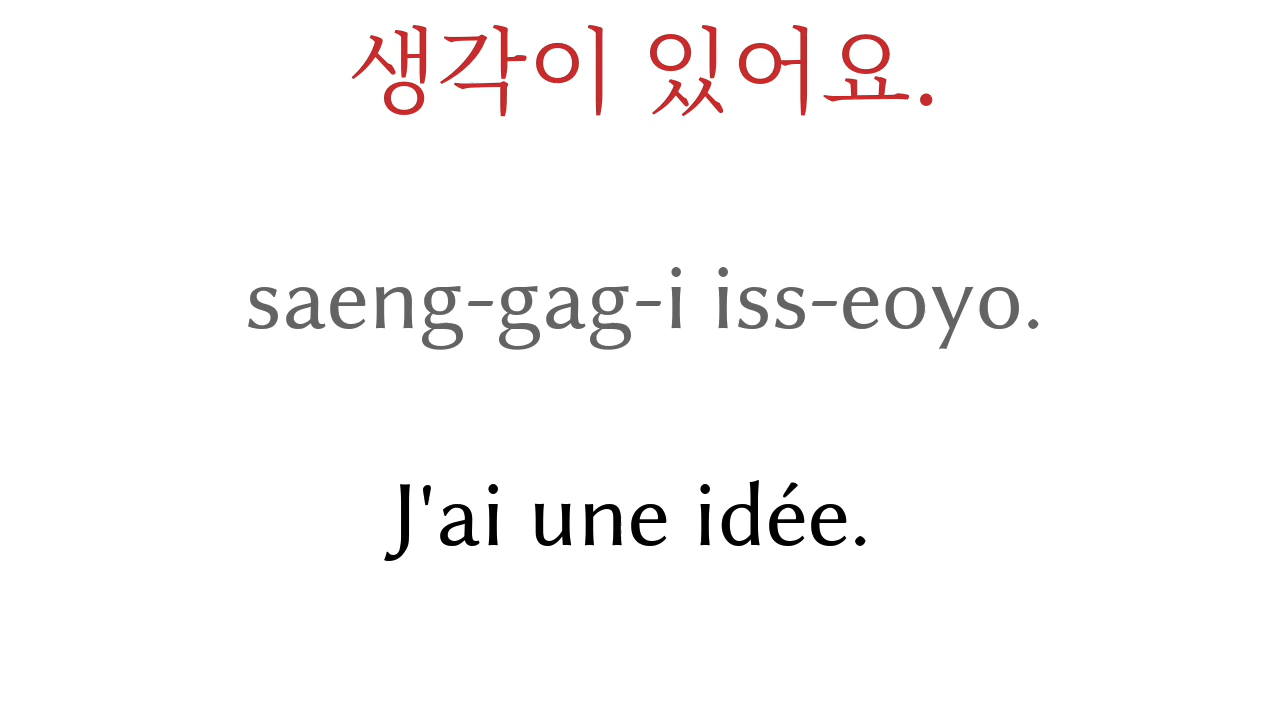 생각이 있어요.
saeng-gag-i iss-eoyo.
J'ai une idée.